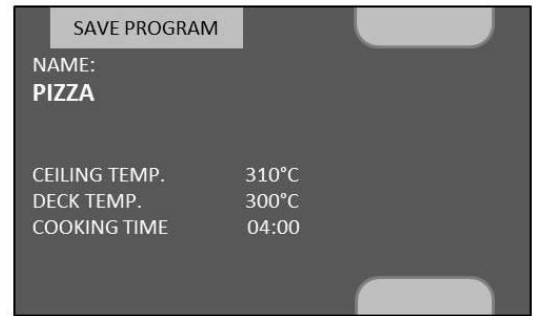 SAVE PROGRAM
NAME:
PIZZA
CEILING TEMP. 310°C
DECK TEMP. 300°C
COOKING TIME 04:00